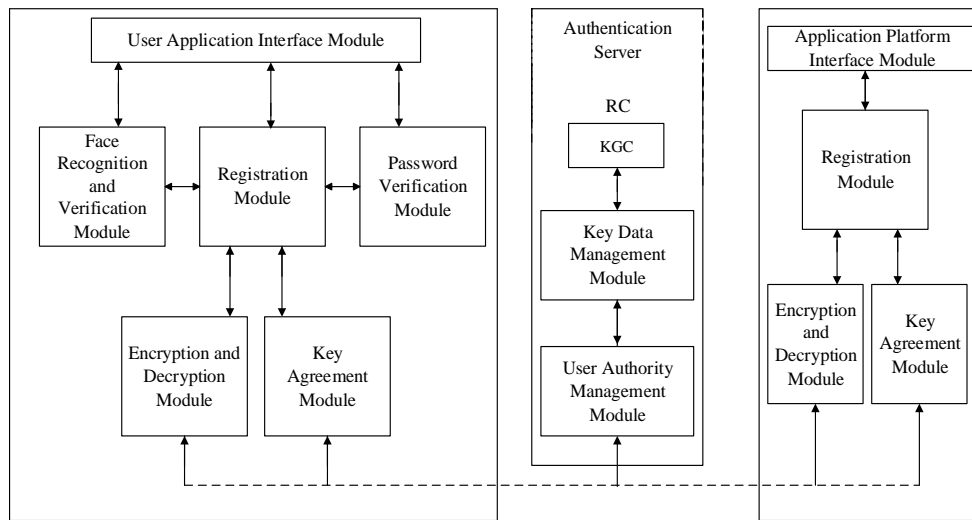 User Application Interface Module
Face
Recognition
and
Verification
Module
Registration
Module
Password
Verification
Module
Encryption and
Decryption
Module
Key
Agreement
Module
Authentication
Server
RC
KGC
Key Data
Management
Module
User Authority
Management
Module
Application Platform
Interface Module
Registration
Module
Encryption
and
Decryption
Module
Key
Agreement
Module